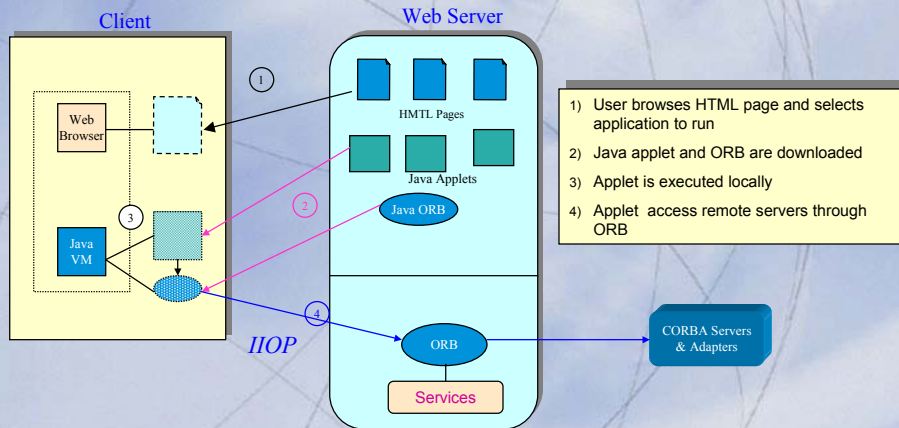 Client
Web Server
1
HMTL Pages
Web
Browser
Java Applets
2
Java ORB
3
Java
VM
4
IIOP
ORB
Services
CORBA Servers
& Adapters
1) User browses HTML page and selects
application to run
2) Java applet and ORB are downloaded
3) Applet is executed locally
4) Applet access remote servers through
ORB